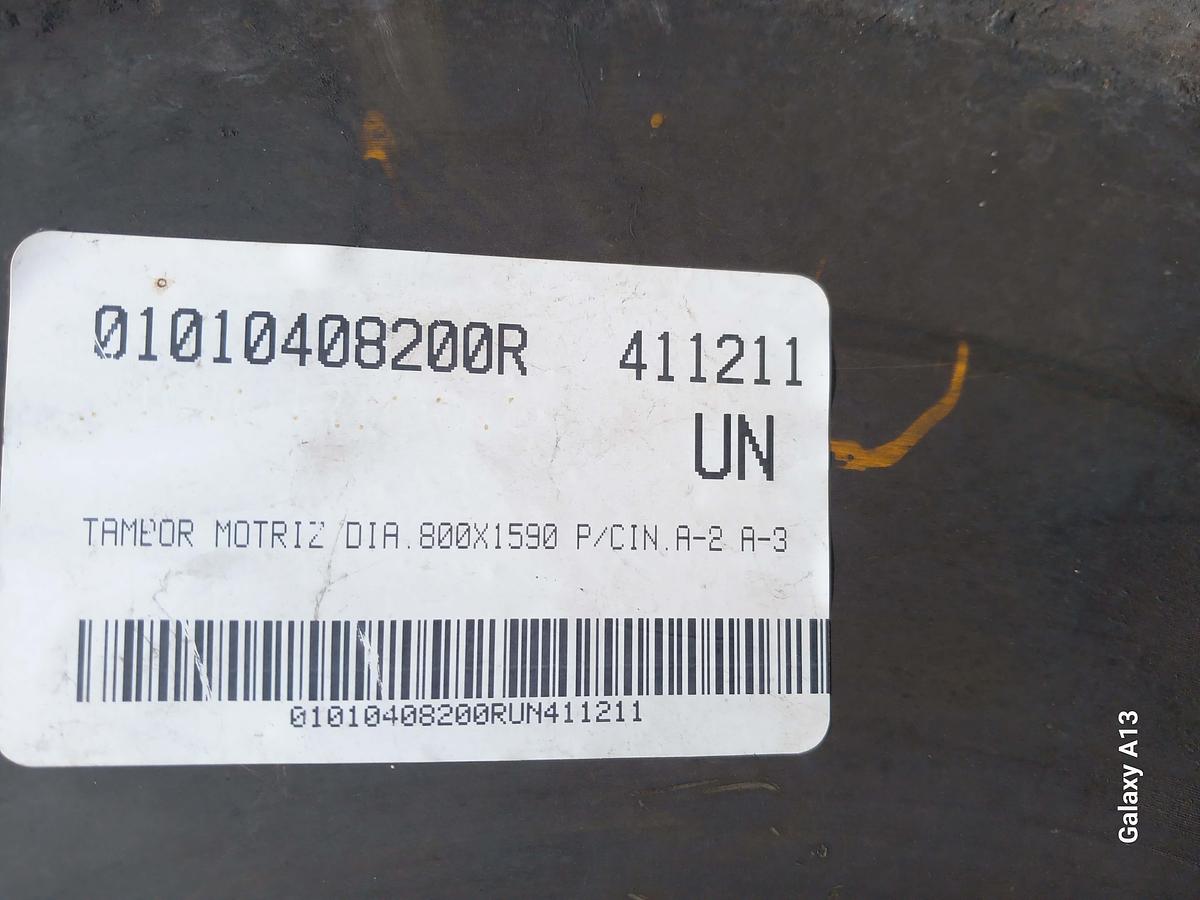 01010408200R 411211
UN
TAMBOR MOTRIZ DIA.800X1590 P/CIN.A-2 A-3
01010408200RUN411211
Galaxy A13